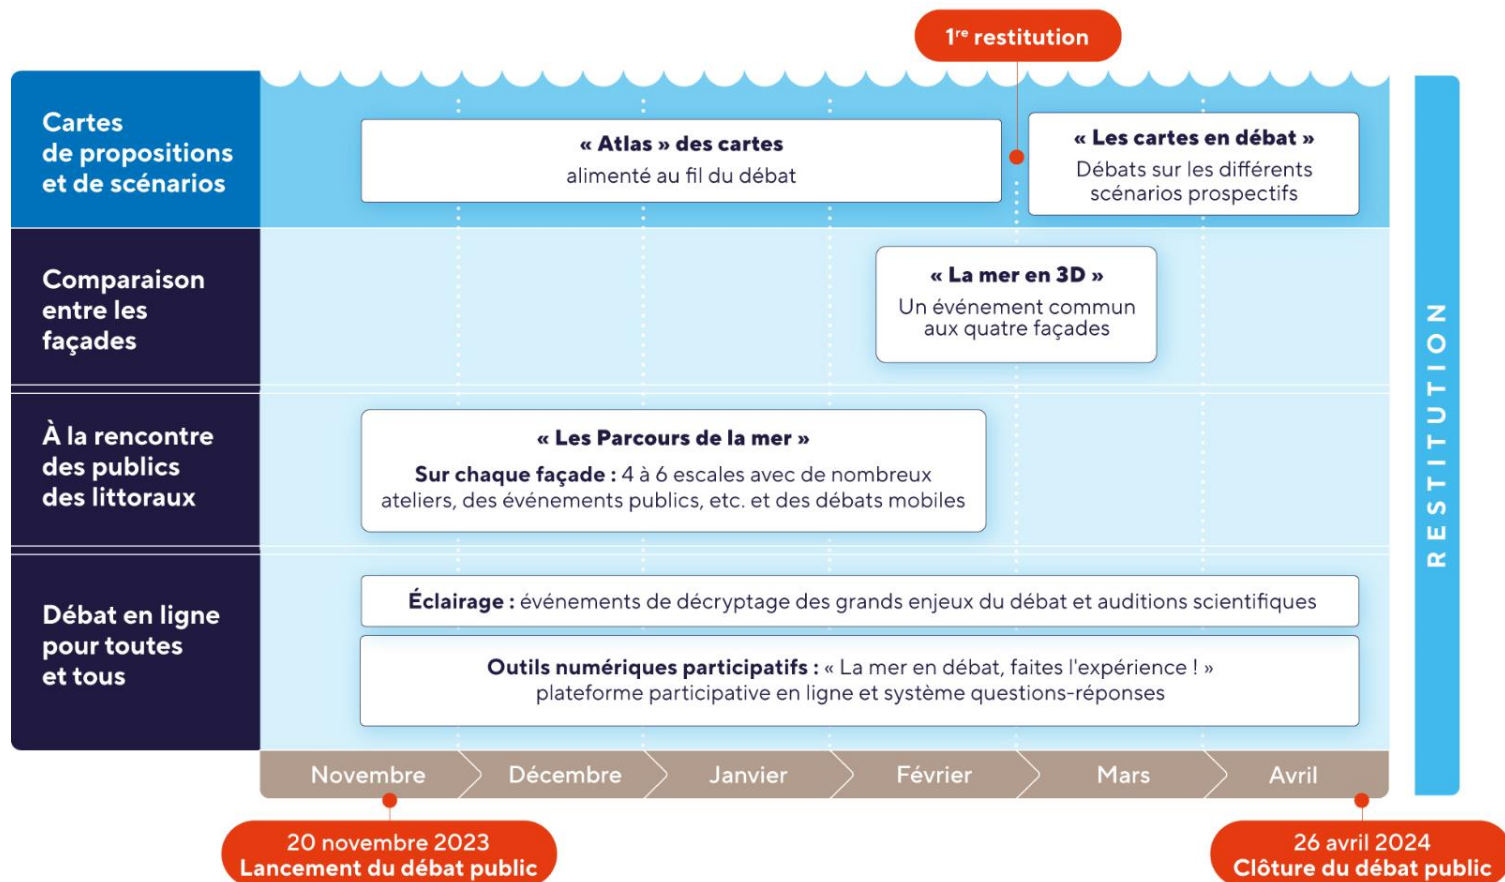 1re restitution
Cartes
de propositions
et de scénarios
« Atlas » des cartes
alimenté au fil du débat
« Les cartes en débat »
Débats sur les différents
scénarios prospectifs
Comparaison
entre les
façades
« La mer en 3D »
Un événement commun
aux quatre façades
À la rencontre
des publics
des littoraux
« Les Parcours de la mer »
Sur chaque façade : 4 à 6 escales avec de nombreux
ateliers, des événements publics, etc. et des débats mobiles
Débat en ligne
pour toutes
et tous
Éclairage : événements de décryptage des grands enjeux du débat et auditions scientifiques
Outils numériques participatifs : « La mer en débat, faites l'expérience ! »
plateforme participative en ligne et système questions-réponses
RESTITUTION
Novembre
Décembre
Janvier
Février
Mars
Avril
20 novembre 2023
Lancement du débat public
26 avril 2024
Clôture du débat public